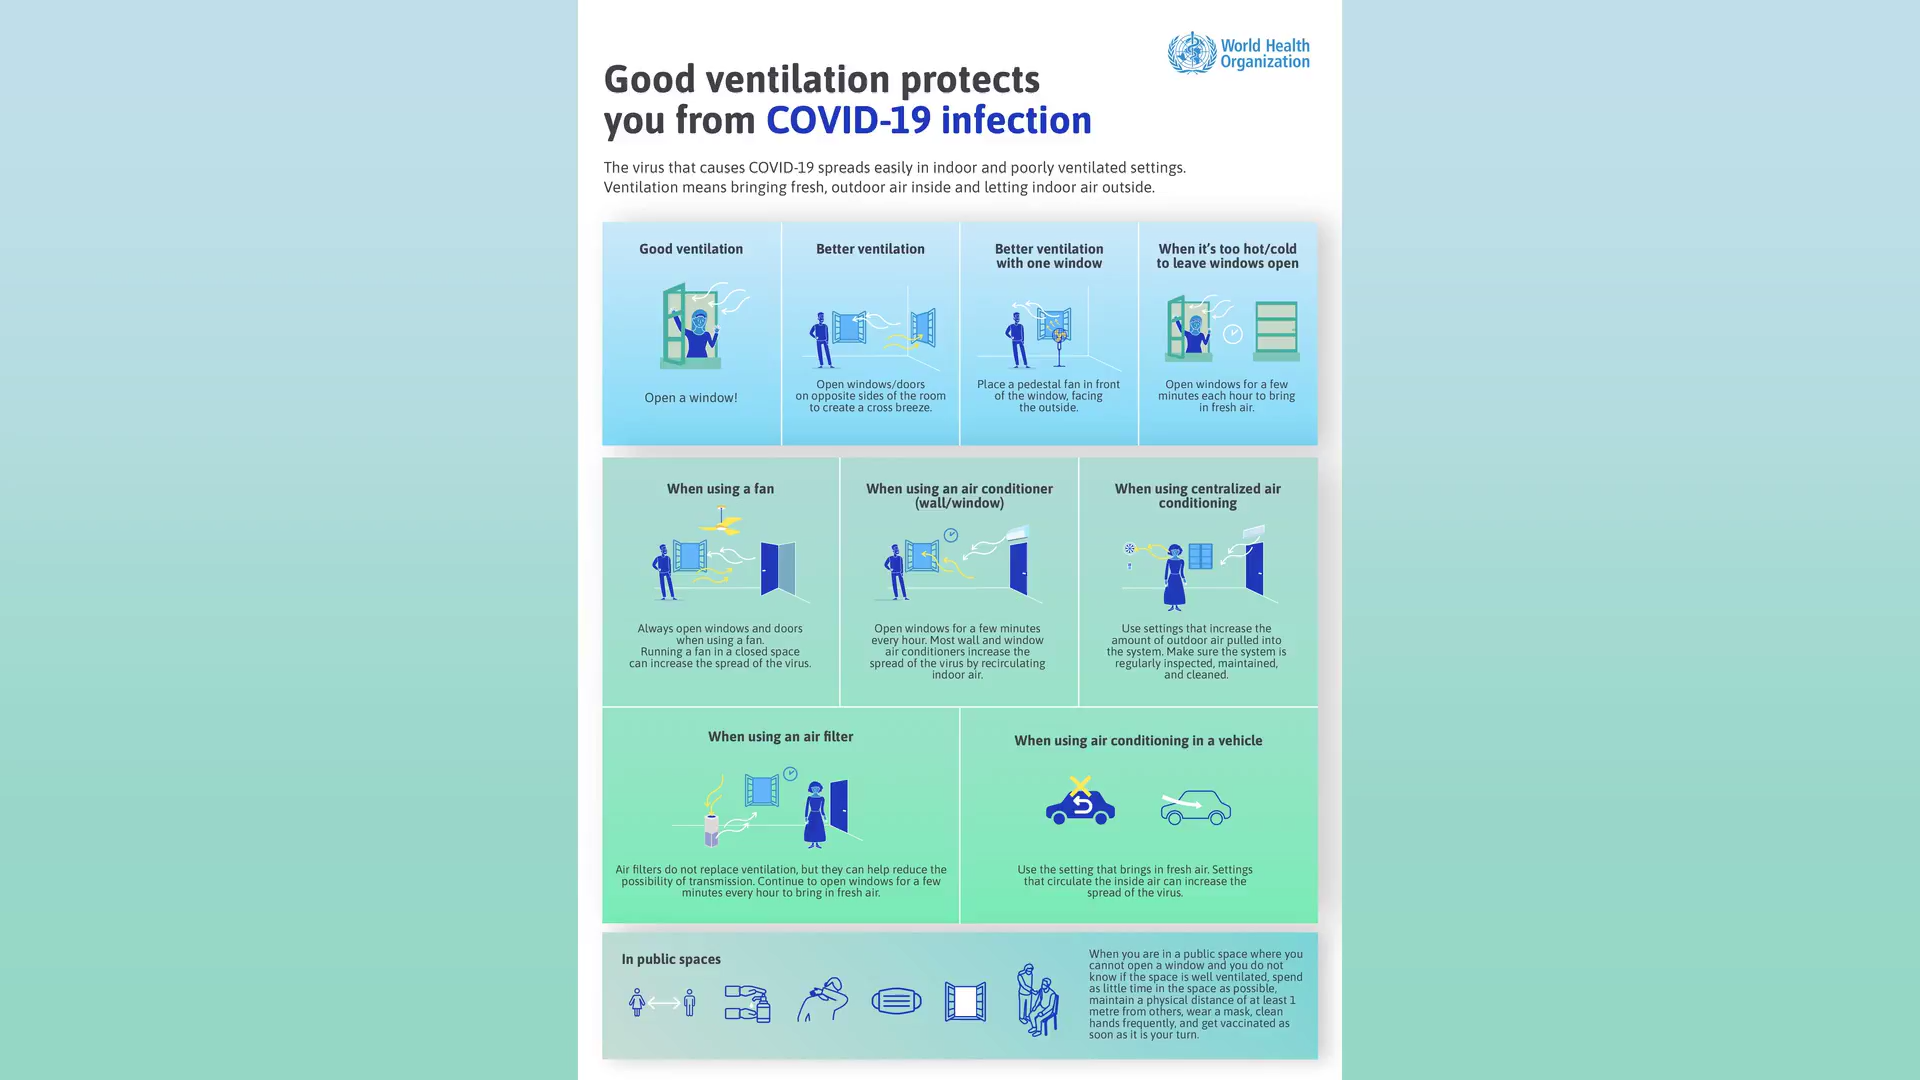 World Health
Organization
Good ventilation protects
you from COVID-19 infection
The virus that causes COVID-19 spreads easily in indoor and poorly ventilated settings.
Ventilation means bringing fresh, outdoor air inside and letting indoor air outside.
Good ventilation
Open a window!
Better ventilation
Open windows/doors
on opposite sides of the room
to create a cross breeze.
Better ventilation
with one window
Place a pedestal fan in front
of the window, facing
the outside.
When it's too hot/cold
to leave windows open
Open windows for a few
minutes each hour to bring
in fresh air.
When using a fan
Always open windows and doors
when using a fan.
Running a fan in a closed space
can increase the spread of the virus.
When using an air conditioner
(wall/window)
Open windows for a few minutes
every hour. Most wall and window
air conditioners increase the
spread of the virus by recirculating
indoor air.
When using centralized air
conditioning
Use settings that increase the
amount of outdoor air pulled into
the system. Make sure the system is
regularly inspected, maintained,
and cleaned.
When using an air filter
Air filters do not replace ventilation, but they can help reduce the
possibility of transmission. Continue to open windows for a few
minutes every hour to bring in fresh air.
When using air conditioning in a vehicle
Use the setting that brings in fresh air. Settings
that circulate the inside air can increase the
spread of the virus.
In public spaces
When you are in a public space where you
cannot open a window and you do not
know if the space is well ventilated, spend
as little time in the space as possible,
maintain a physical distance of at least 1
metre from others, wear a mask, clean
hands frequently, and get vaccinated as
soon as it is your turn.